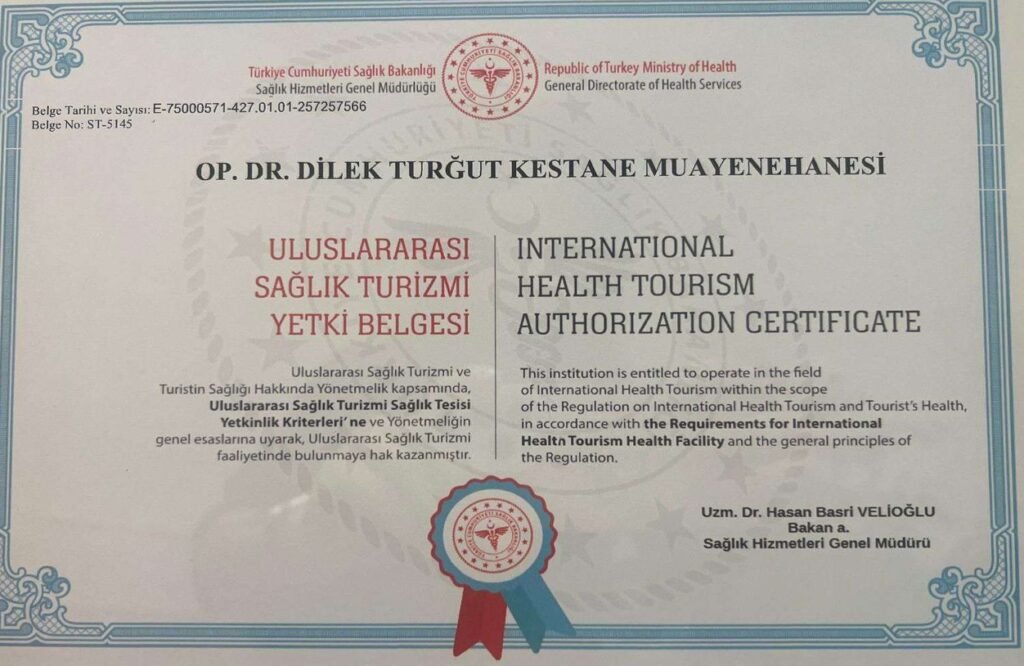 Türkiye Cumhuriyeti Sağlık Bakanlığı
Sağlık Hizmetleri Genel Müdürlüğü
Republic of Turkey Ministry of Health
General Directorate of Health Services
Belge Tarihi ve Sayısı: E-75000571-427.01.01-257257566
Belge No: ST-5145
OP. DR. DİLEK TURĞUT KESTANE MUAYENEHANESİ
ULUSLARARASI
SAĞLIK TURİZMİ
YETKİ BELGESİ
INTERNATIONAL
HEALTH TOURISM
AUTHORIZATION CERTIFICATE
Uluslararası Sağlık Turizmi ve
Turistin Sağlığı Hakkında Yönetmelik kapsamında,
Uluslararası Sağlık Turizmi Sağlık Tesisi
Yetkinlik Kriterleri'ne ve Yönetmeliğin
genel esaslarına uyarak, Uluslararası Sağlık Turizmi
faaliyetinde bulunmaya hak kazanmıştır.
This institution is entitled to operate in the field
of International Health Tourism within the scope
of the Regulation on International Health Tourism and Tourist's Health,
in accordance with the Requirements for International
Health Tourism Health Facility and the general principles of
the Regulation.
Uzm. Dr. Hasan Basri VELİOĞLU
Bakan a.
Sağlık Hizmetleri Genel Müdürü